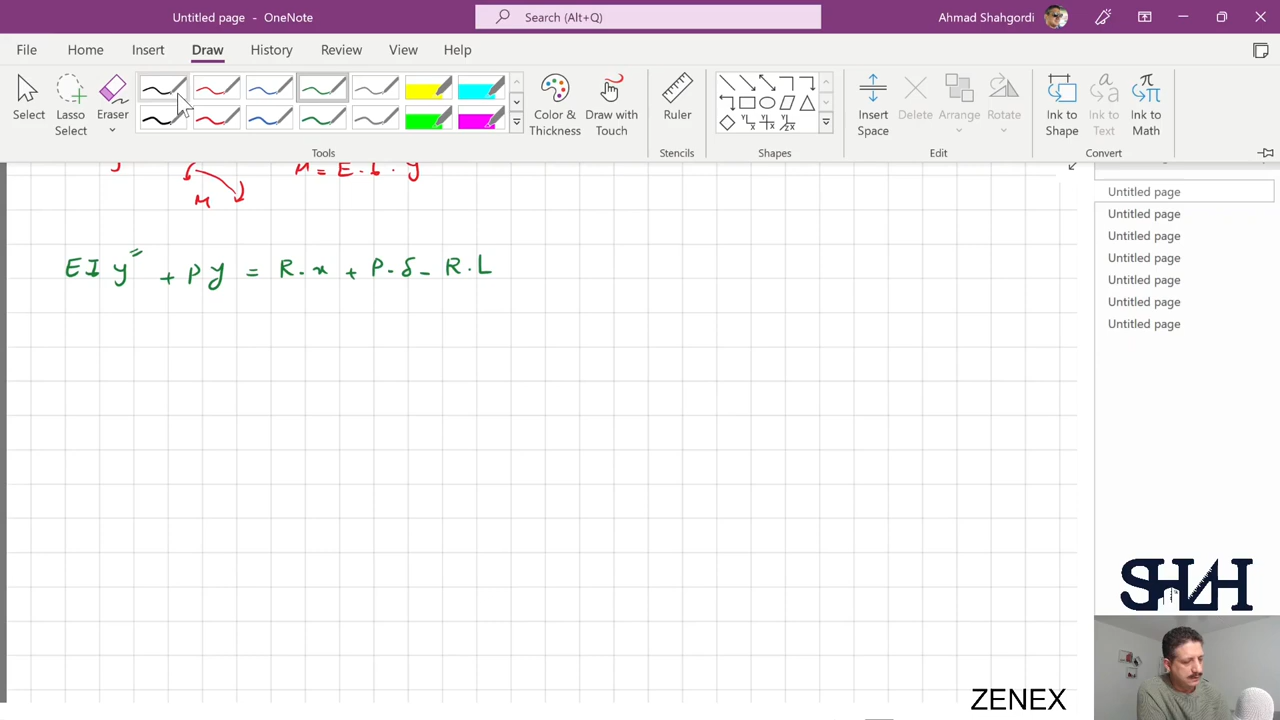 Untitled page - OneNote
Search (Alt+Q)
Ahmad Shahgordi
File Home Insert Draw History Review View Help
Select Lasso Select Eraser Color & Thickness Draw with Touch Ruler Insert Space Delete Arrange Rotate Ink to Shape Ink to Text Ink to Math
Tools Stencils Shapes Edit Convert
M = E.I.y
M
EI y'' + Py = R.x + P.δ - R.L
Untitled page
Untitled page
Untitled page
Untitled page
Untitled page
Untitled page
Untitled page
SHAH
ZENEX